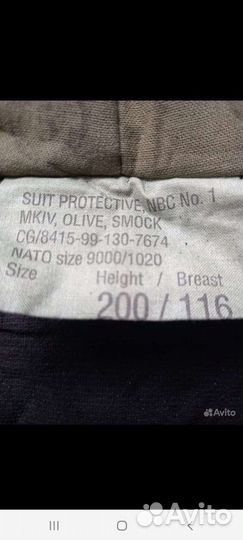 SUIT PROTECTIVE, NBC No. 1
MKIV, OLIVE, SMOCK
CG/8415-99-130-7674
NATO size 9000/1020
Size Height / Breast
200 / 116
Avito
Avito